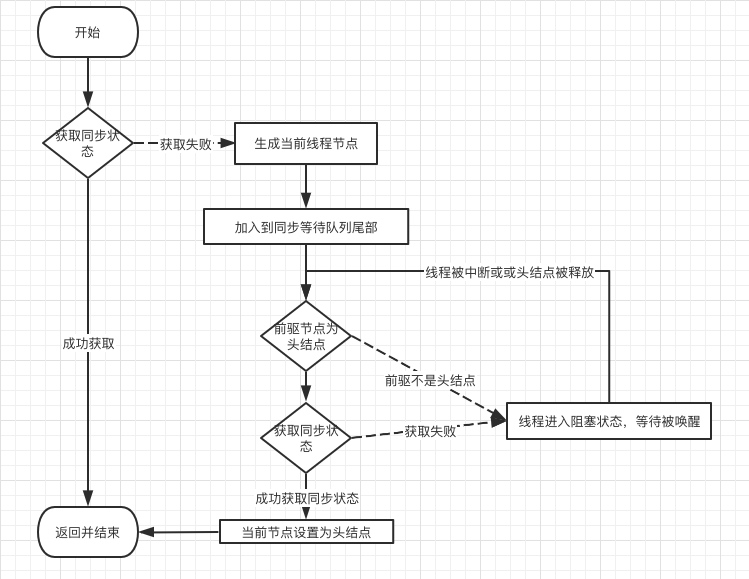 开始
获取同步状
态
获取失败
生成当前线程节点
加入到同步等待队列尾部
线程被中断或或头结点被释放
前驱节点为
头结点
成功获取
前驱不是头结点
线程进入阻塞状态，等待被唤醒
获取同步状
态
获取失败
成功获取同步状态
返回并结束
当前节点设置为头结点